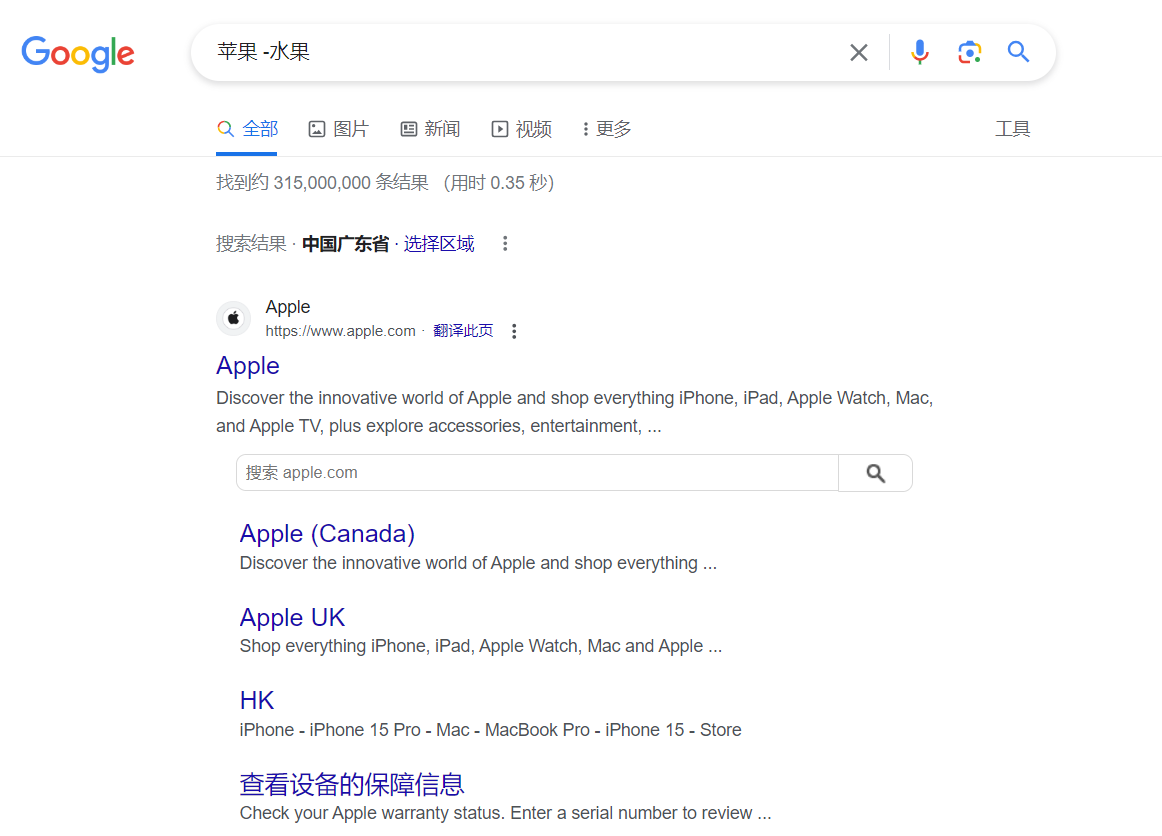 Google
苹果 -水果
全部 图片 新闻 视频 更多 工具
找到约 315,000,000 条结果 （用时 0.35 秒）
搜索结果 · 中国广东省 · 选择区域
Apple
https://www.apple.com · 翻译此页
Apple
Discover the innovative world of Apple and shop everything iPhone, iPad, Apple Watch, Mac,
and Apple TV, plus explore accessories, entertainment, ...
搜索 apple.com
Apple (Canada)
Discover the innovative world of Apple and shop everything ...
Apple UK
Shop everything iPhone, iPad, Apple Watch, Mac and Apple ...
HK
iPhone - iPhone 15 Pro - Mac - MacBook Pro - iPhone 15 - Store
查看设备的保障信息
Check your Apple warranty status. Enter a serial number to review ...